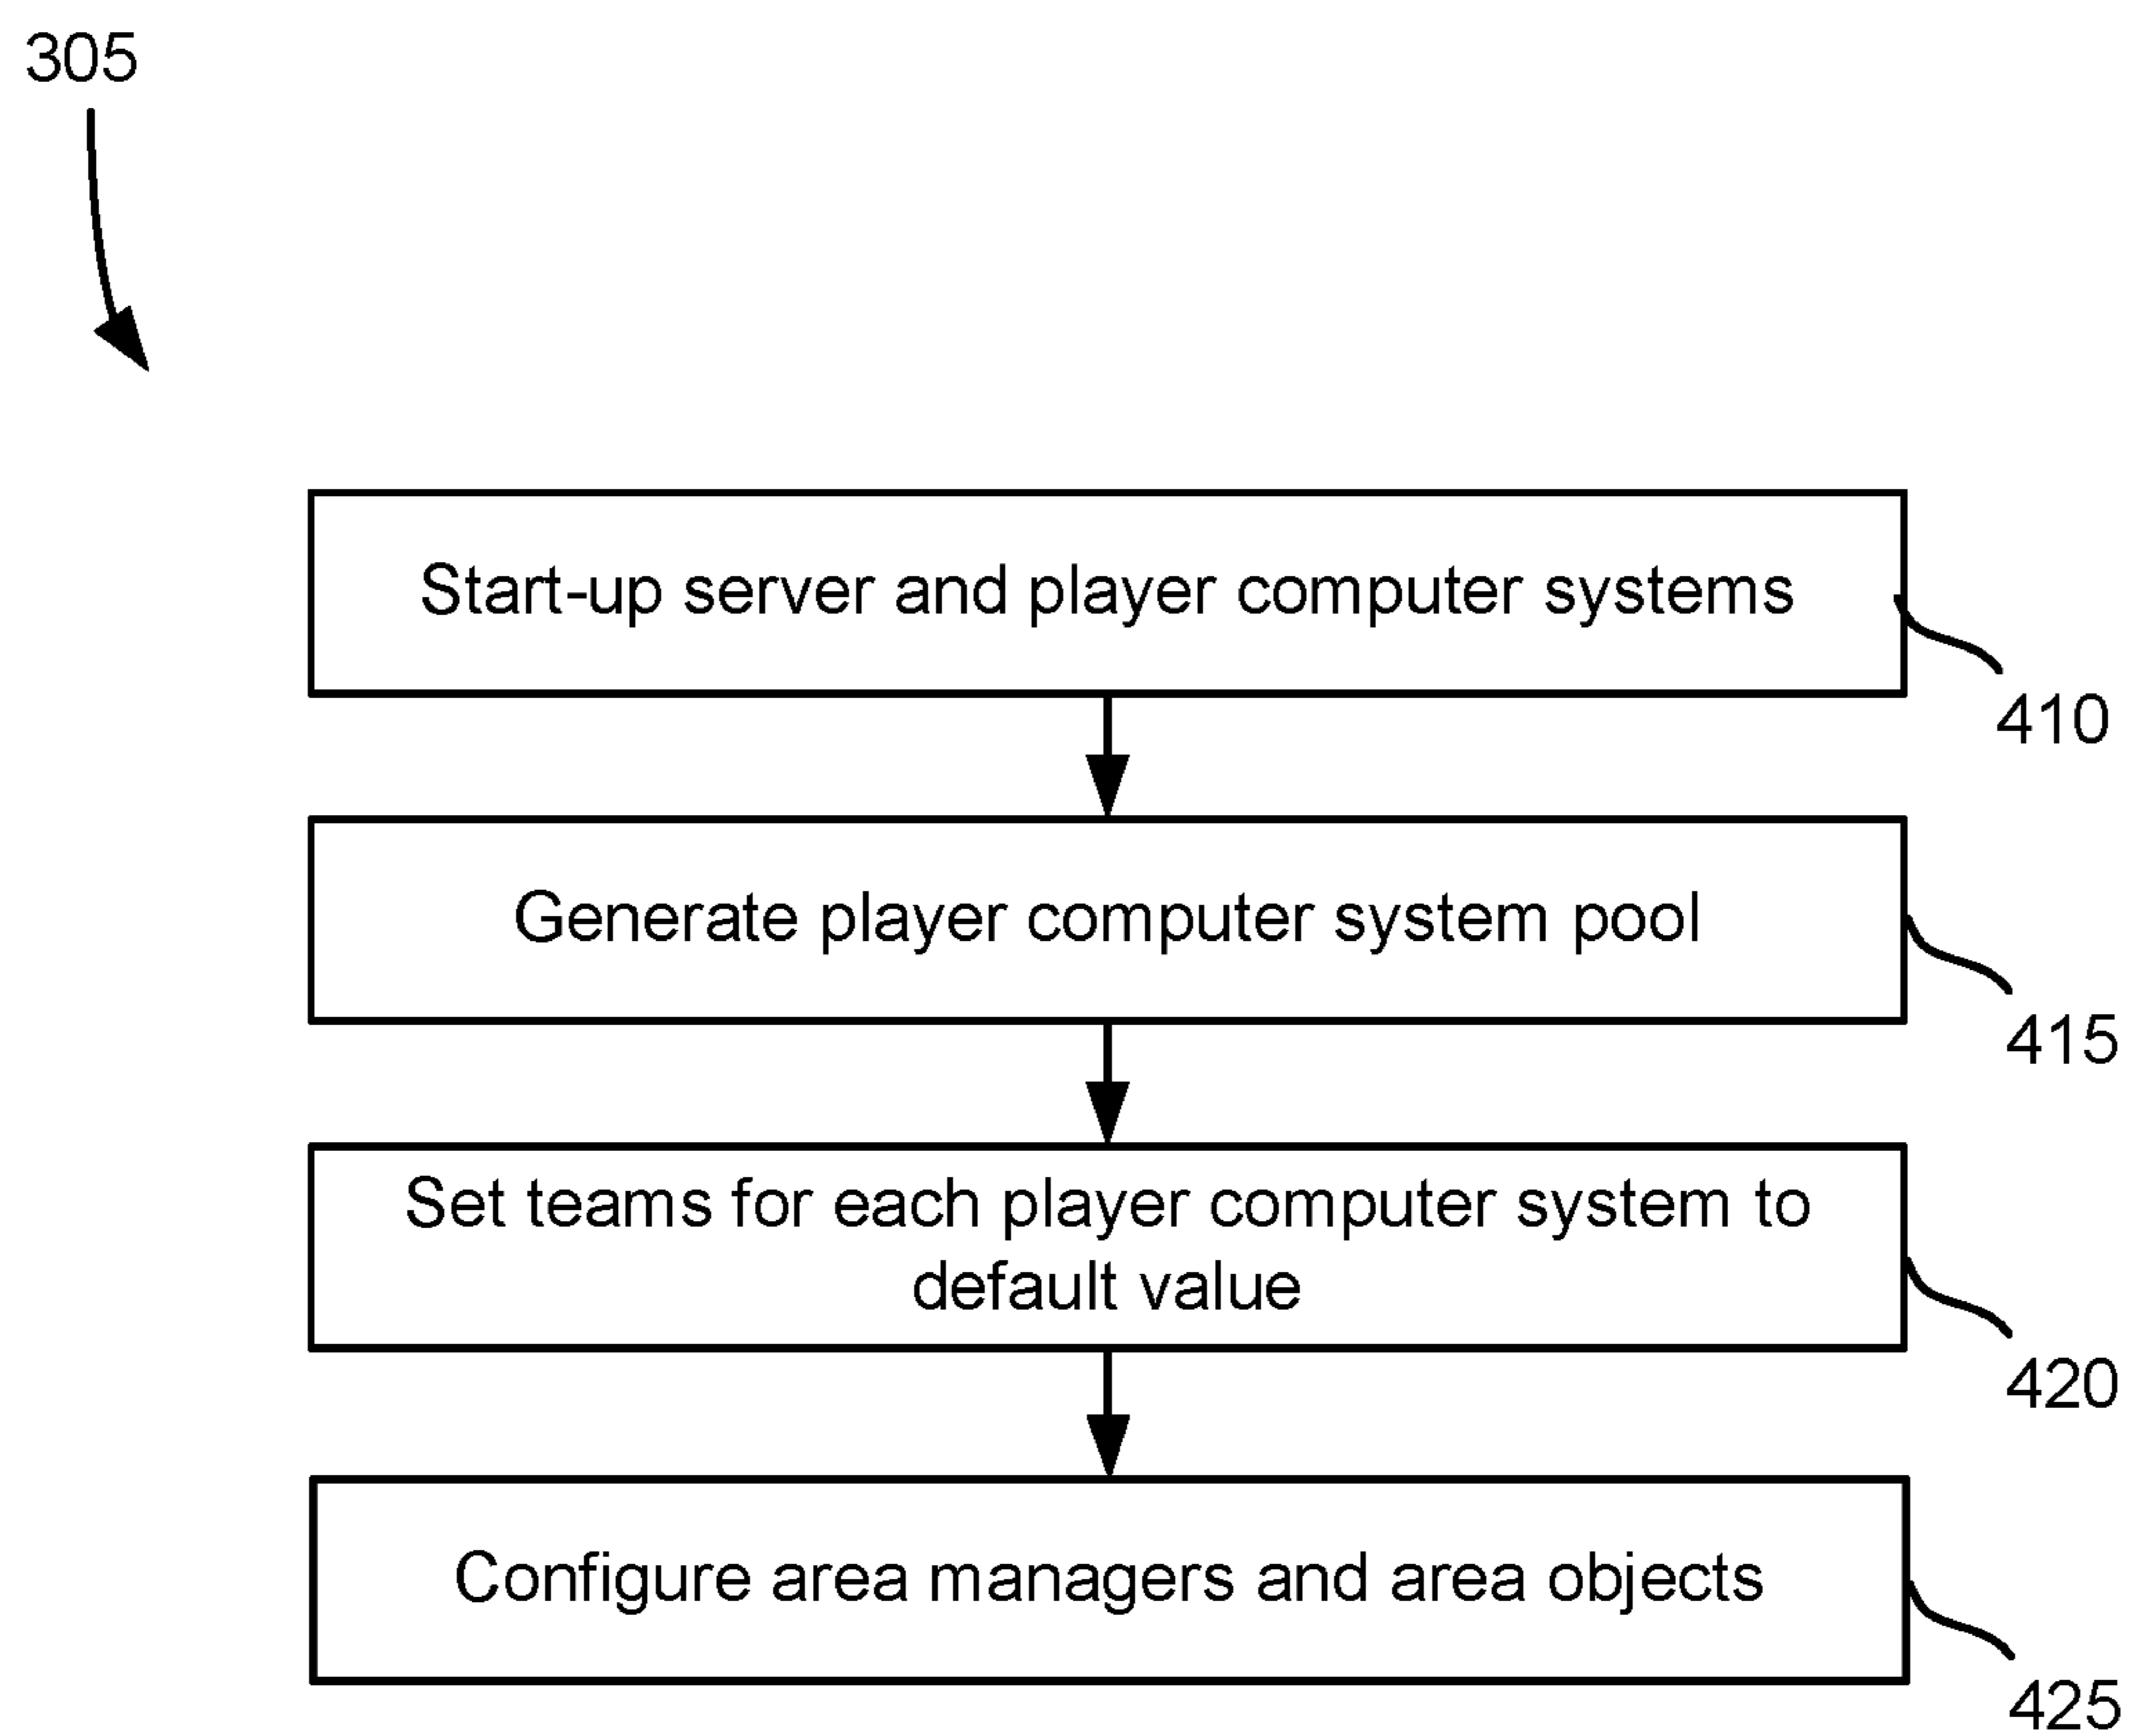 305
Start-up server and player computer systems
410
Generate player computer system pool
415
Set teams for each player computer system to
default value
420
Configure area managers and area objects
425